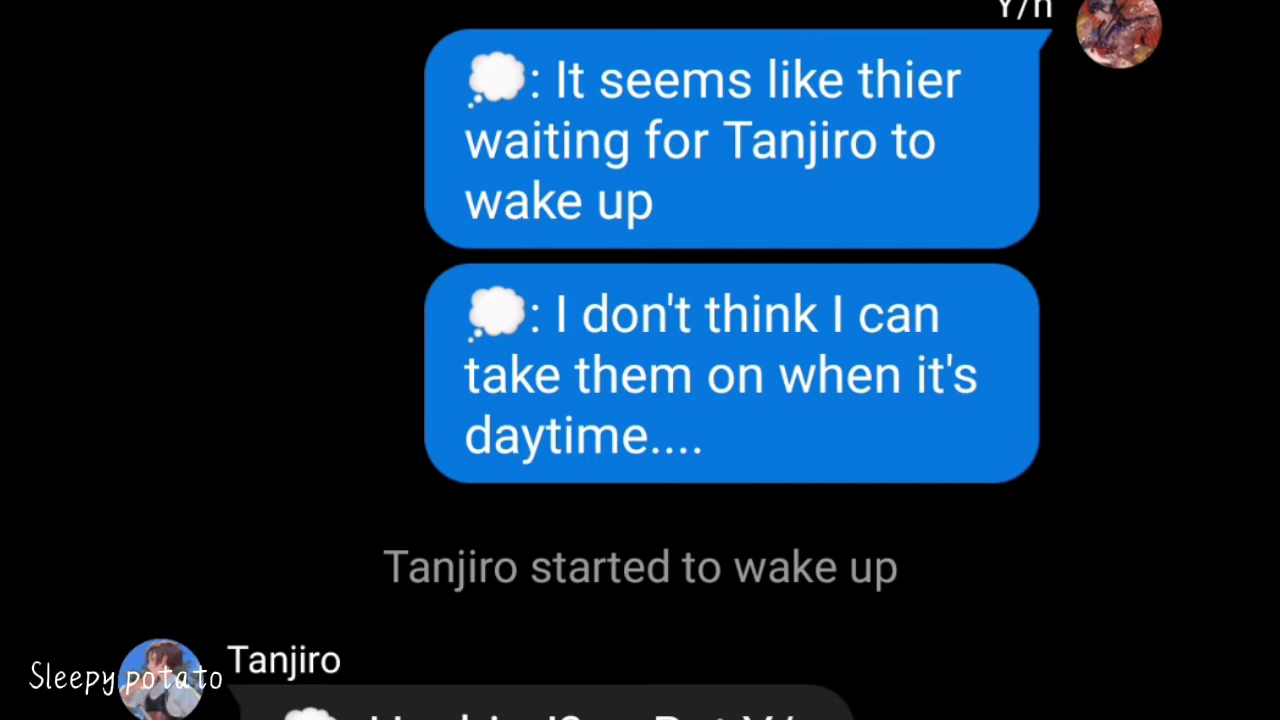 Y/n
💭: It seems like thier
waiting for Tanjiro to
wake up
💭: I don't think I can
take them on when it's
daytime....
Tanjiro started to wake up
Tanjiro
Sleepy potato